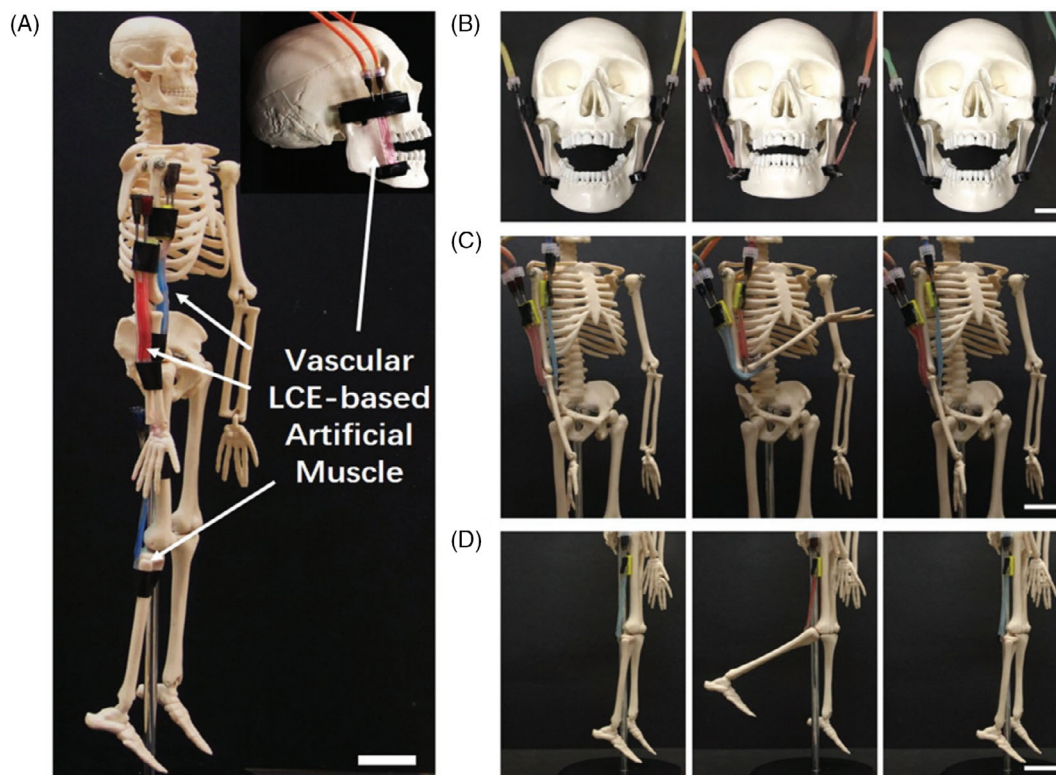 (A)
Vascular
LCE-based
Artificial
Muscle
(B)
(C)
(D)